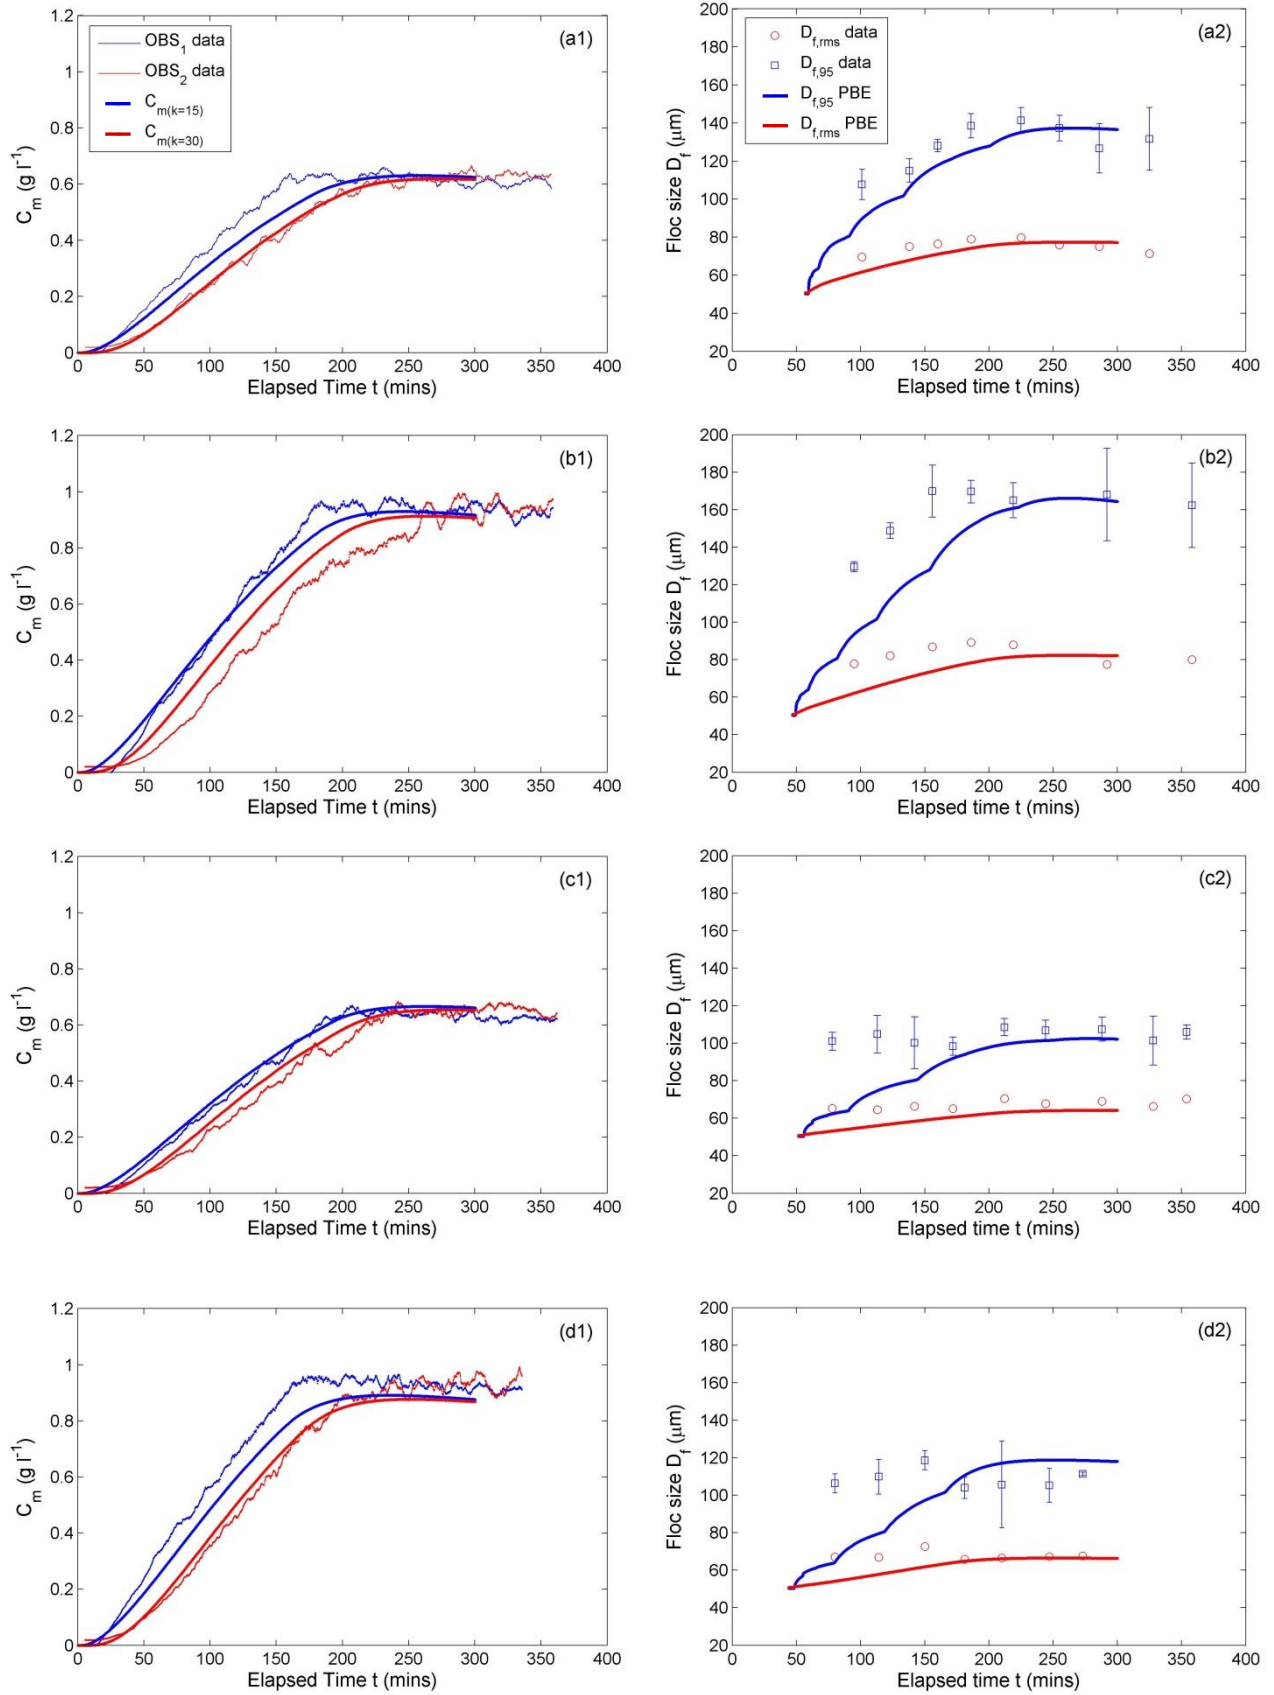 1.2
1
0.8
0.6
0.4
0.2
0
C_m (g l^-1)
OBS_1 data
OBS_2 data
C_m(k=15)
C_m(k=30)
(a1)
0 50 100 150 200 250 300 350 400
Elapsed Time t (mins)
200
180
160
140
120
100
80
60
40
20
Floc size D_f (μm)
D_f,rms data
D_f,95 data
D_f,95 PBE
D_f,rms PBE
(a2)
0 50 100 150 200 250 300 350 400
Elapsed time t (mins)
1.2
1
0.8
0.6
0.4
0.2
0
C_m (g l^-1)
(b1)
0 50 100 150 200 250 300 350 400
Elapsed Time t (mins)
200
180
160
140
120
100
80
60
40
20
Floc size D_f (μm)
(b2)
0 50 100 150 200 250 300 350 400
Elapsed time t (mins)
1.2
1
0.8
0.6
0.4
0.2
0
C_m (g l^-1)
(c1)
0 50 100 150 200 250 300 350 400
Elapsed Time t (mins)
200
180
160
140
120
100
80
60
40
20
Floc size D_f (μm)
(c2)
0 50 100 150 200 250 300 350 400
Elapsed time t (mins)
1.2
1
0.8
0.6
0.4
0.2
0
C_m (g l^-1)
(d1)
0 50 100 150 200 250 300 350 400
Elapsed Time t (mins)
200
180
160
140
120
100
80
60
40
20
Floc size D_f (μm)
(d2)
0 50 100 150 200 250 300 350 400
Elapsed time t (mins)